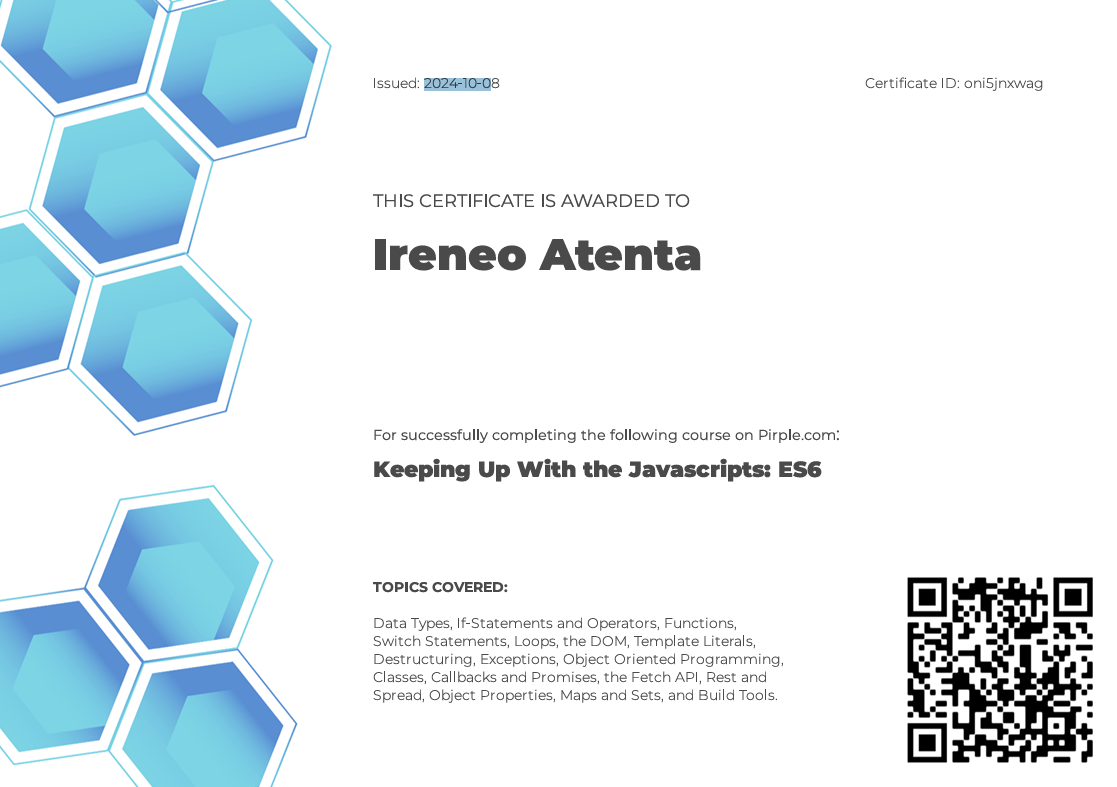 Issued: 2024-10-08
Certificate ID: oni5jnxwag
THIS CERTIFICATE IS AWARDED TO
Ireneo Atenta
For successfully completing the following course on Pirple.com:
Keeping Up With the Javascripts: ES6
TOPICS COVERED:
Data Types, If-Statements and Operators, Functions,
Switch Statements, Loops, the DOM, Template Literals,
Destructuring, Exceptions, Object Oriented Programming,
Classes, Callbacks and Promises, the Fetch API, Rest and
Spread, Object Properties, Maps and Sets, and Build Tools.